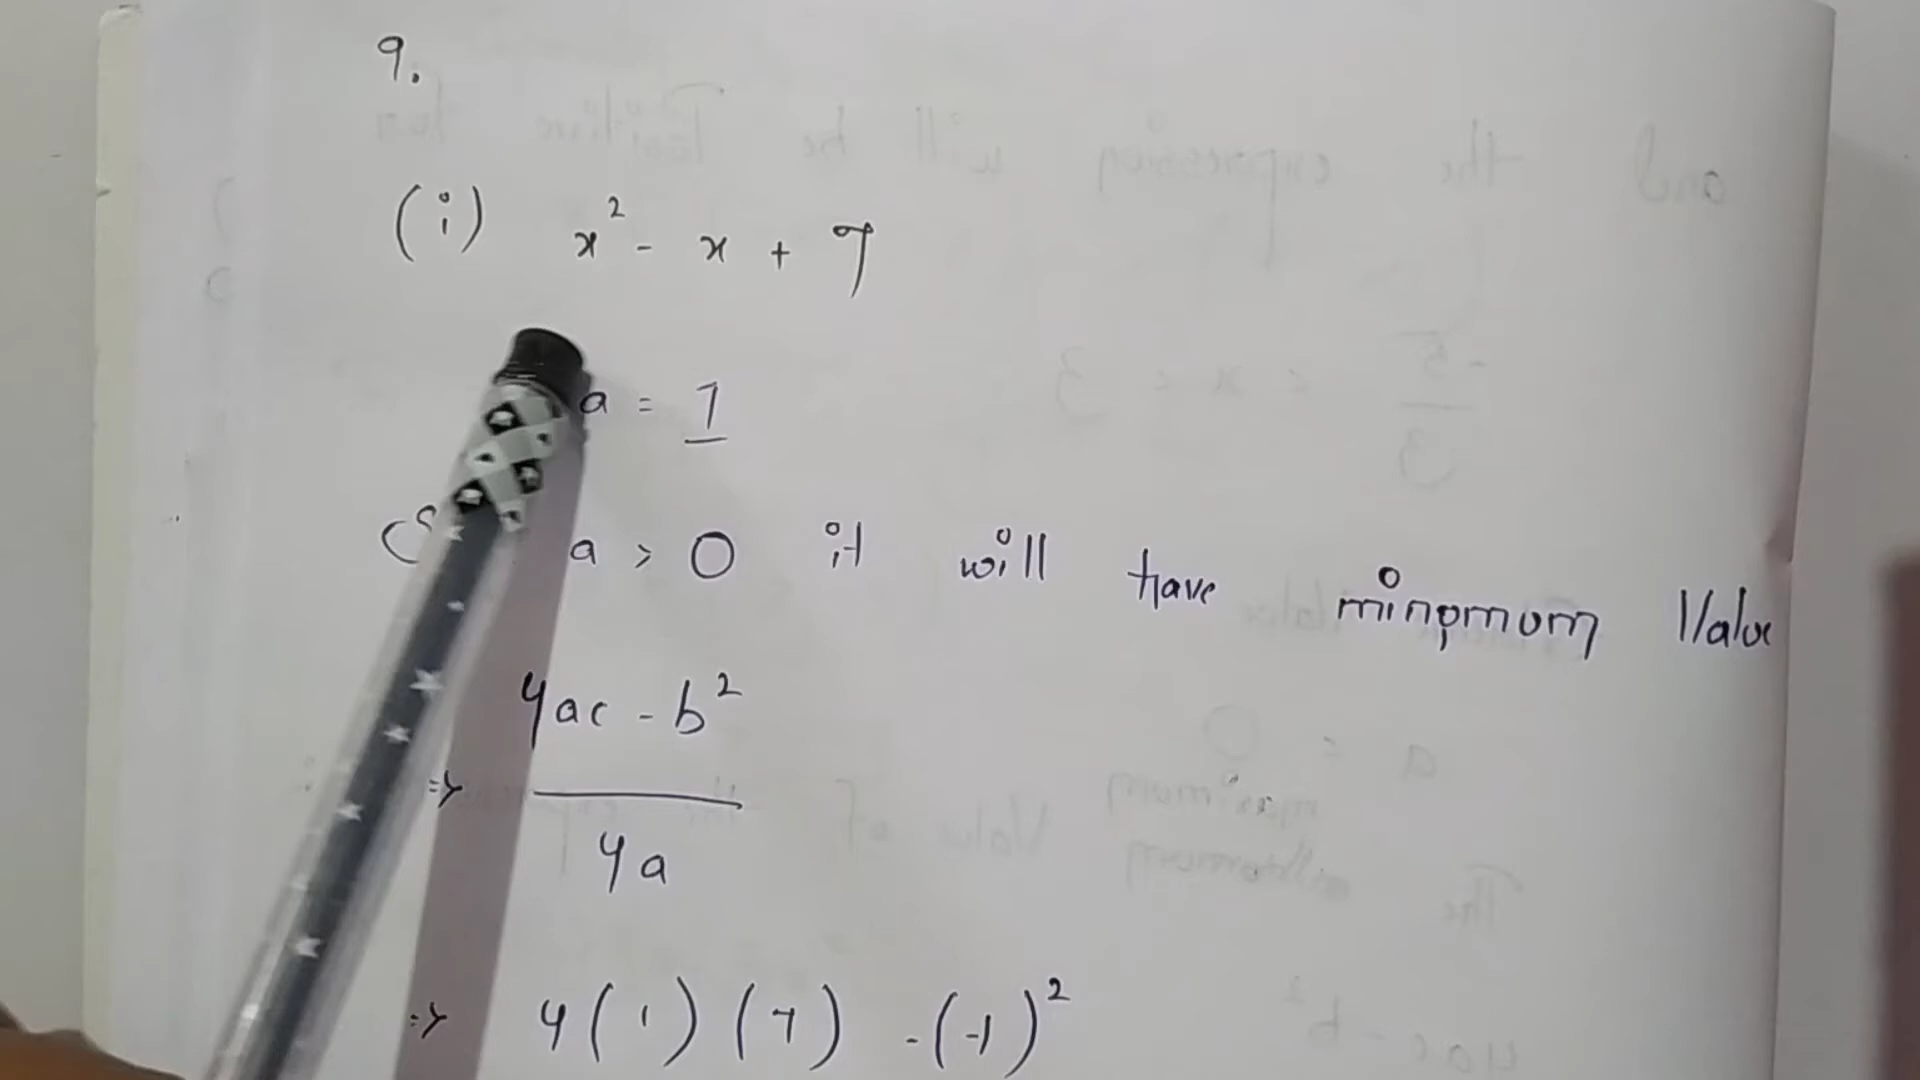 9.
(i) x² - x + 7
a = 1
a > 0 it will have minimum Value
4ac - b²
=>
4a
=> 4(1)(7) -(-1)²